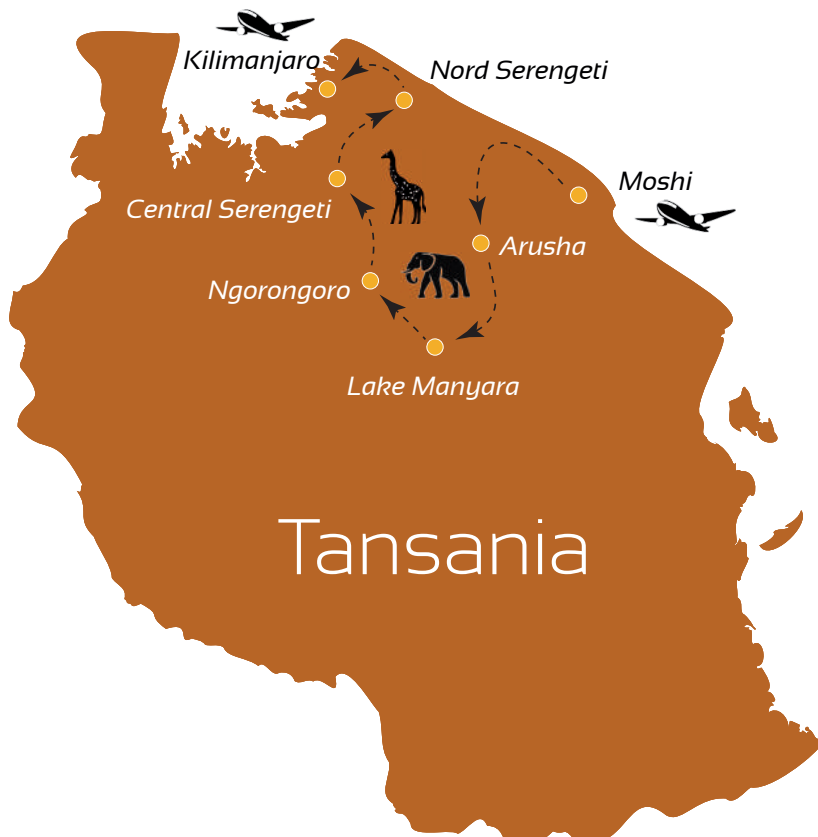 Kilimanjaro
Nord Serengeti
Moshi
Central Serengeti
Arusha
Ngorongoro
Lake Manyara
Tansania